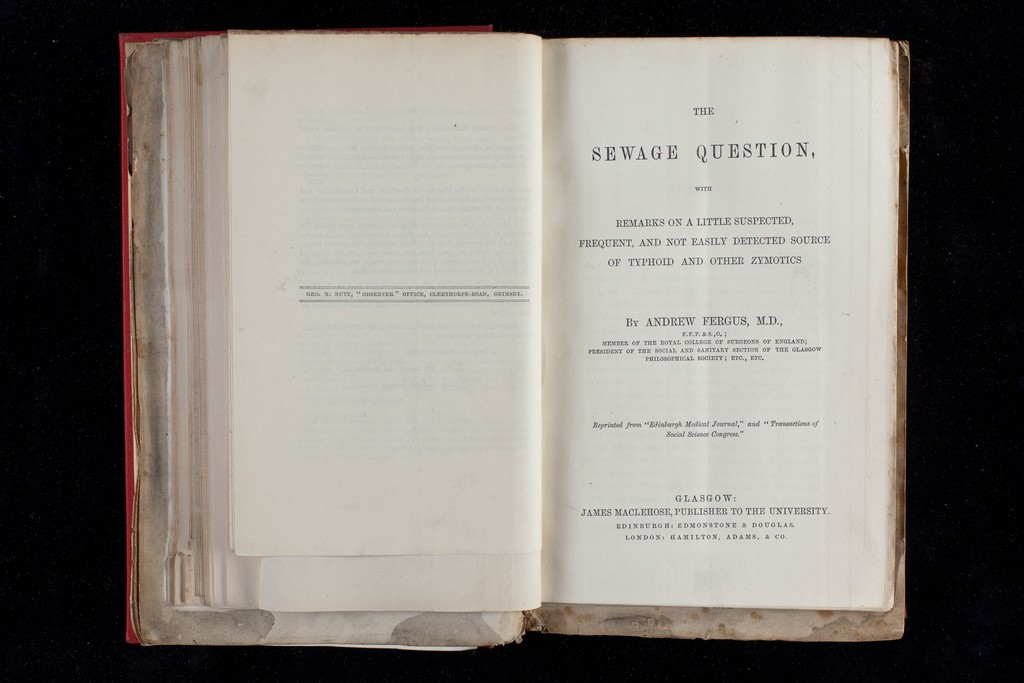 GEO. N. NUTT, "OBSERVER" OFFICE, CLEETHORPE-ROAD, GRIMSBY.
THE
SEWAGE QUESTION,
WITH
REMARKS ON A LITTLE SUSPECTED,
FREQUENT, AND NOT EASILY DETECTED SOURCE
OF TYPHOID AND OTHER ZYMOTICS
BY ANDREW FERGUS, M.D.,
F.F.P. & S.,G.;
MEMBER OF THE ROYAL COLLEGE OF SURGEONS OF ENGLAND;
PRESIDENT OF THE SOCIAL AND SANITARY SECTION OF THE GLASGOW
PHILOSOPHICAL SOCIETY; ETC., ETC.
Reprinted from "Edinburgh Medical Journal," and "Transactions of
Social Science Congress."
GLASGOW:
JAMES MACLEHOSE, PUBLISHER TO THE UNIVERSITY.
EDINBURGH: EDMONSTONE & DOUGLAS.
LONDON: HAMILTON, ADAMS, & CO.